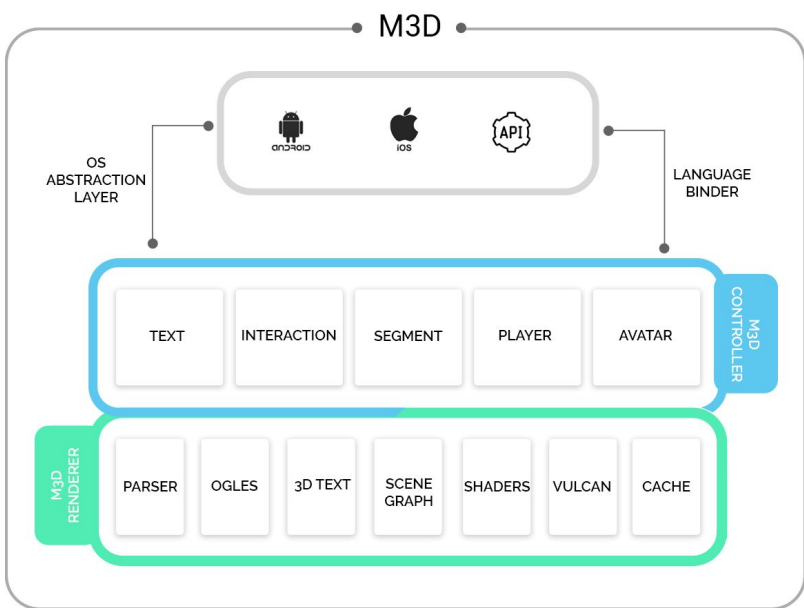 M3D
ANDROID
iOS
API
OS
ABSTRACTION
LAYER
LANGUAGE
BINDER
TEXT
INTERACTION
SEGMENT
PLAYER
AVATAR
M3D
CONTROLLER
M3D
RENDERER
PARSER
OGLES
3D TEXT
SCENE
GRAPH
SHADERS
VULCAN
CACHE